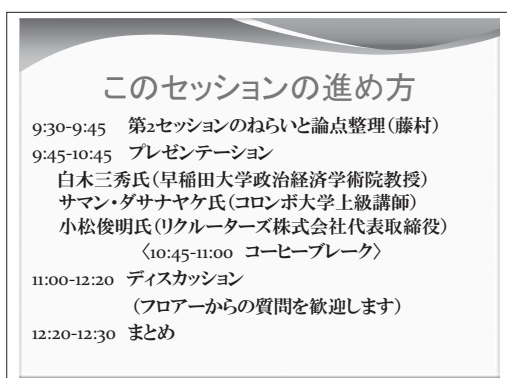 このセッションの進め方
9:30-9:45 第2セッションのねらいと論点整理(藤村)
9:45-10:45 プレゼンテーション
白木三秀氏(早稲田大学政治経済学術院教授)
サマン・ダサナヤケ氏(コロンボ大学上級講師)
小松俊明氏(リクルーターズ株式会社代表取締役)
〈10:45-11:00 コーヒーブレーク〉
11:00-12:20 ディスカッション
(フロアーからの質問を歓迎します)
12:20-12:30 まとめ